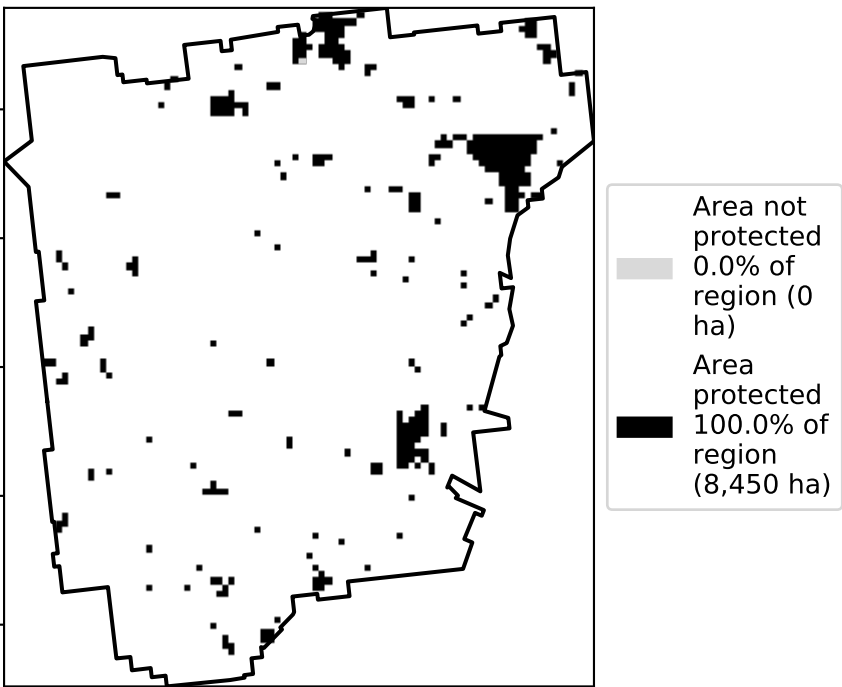 Area not
protected
0.0% of
region (0
ha)
Area
protected
100.0% of
region
(8,450 ha)